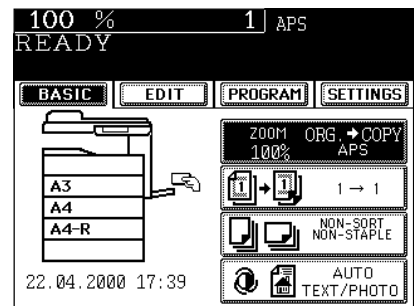 100 % 1 APS
READY
BASIC EDIT PROGRAM SETTINGS
ZOOM ORG.➔COPY
100% APS
A3
A4
A4-R
1 → 1
NON-SORT
NON-STAPLE
22.04.2000 17:39
AUTO
TEXT/PHOTO